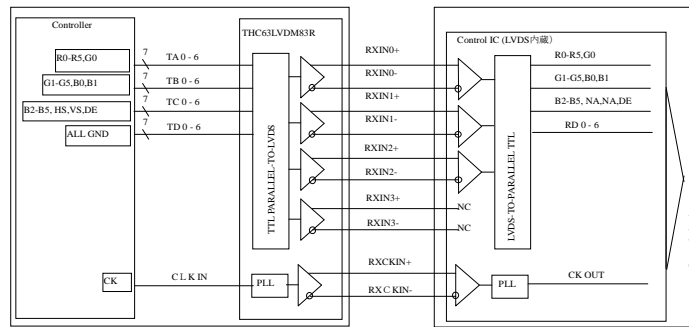 Controller
THC63LVDM83R
Control IC (LVDS内蔵)
R0-R5,G0
7
TA 0 - 6
G1-G5,B0,B1
7
TB 0 - 6
B2-B5, HS,VS,DE
7
TC 0 - 6
ALL GND
7
TD 0 - 6
TTL PARALLEL-TO-LVDS
RXIN0+
RXIN0-
RXIN1+
RXIN1-
RXIN2+
RXIN2-
RXIN3+
NC
RXIN3-
NC
LVDS-TO-PARALLEL TTL
R0-R5,G0
G1-G5,B0,B1
B2-B5, NA,NA,DE
RD 0 - 6
CK
C L K IN
PLL
RXCKIN+
RXC KIN-
PLL
CK OUT